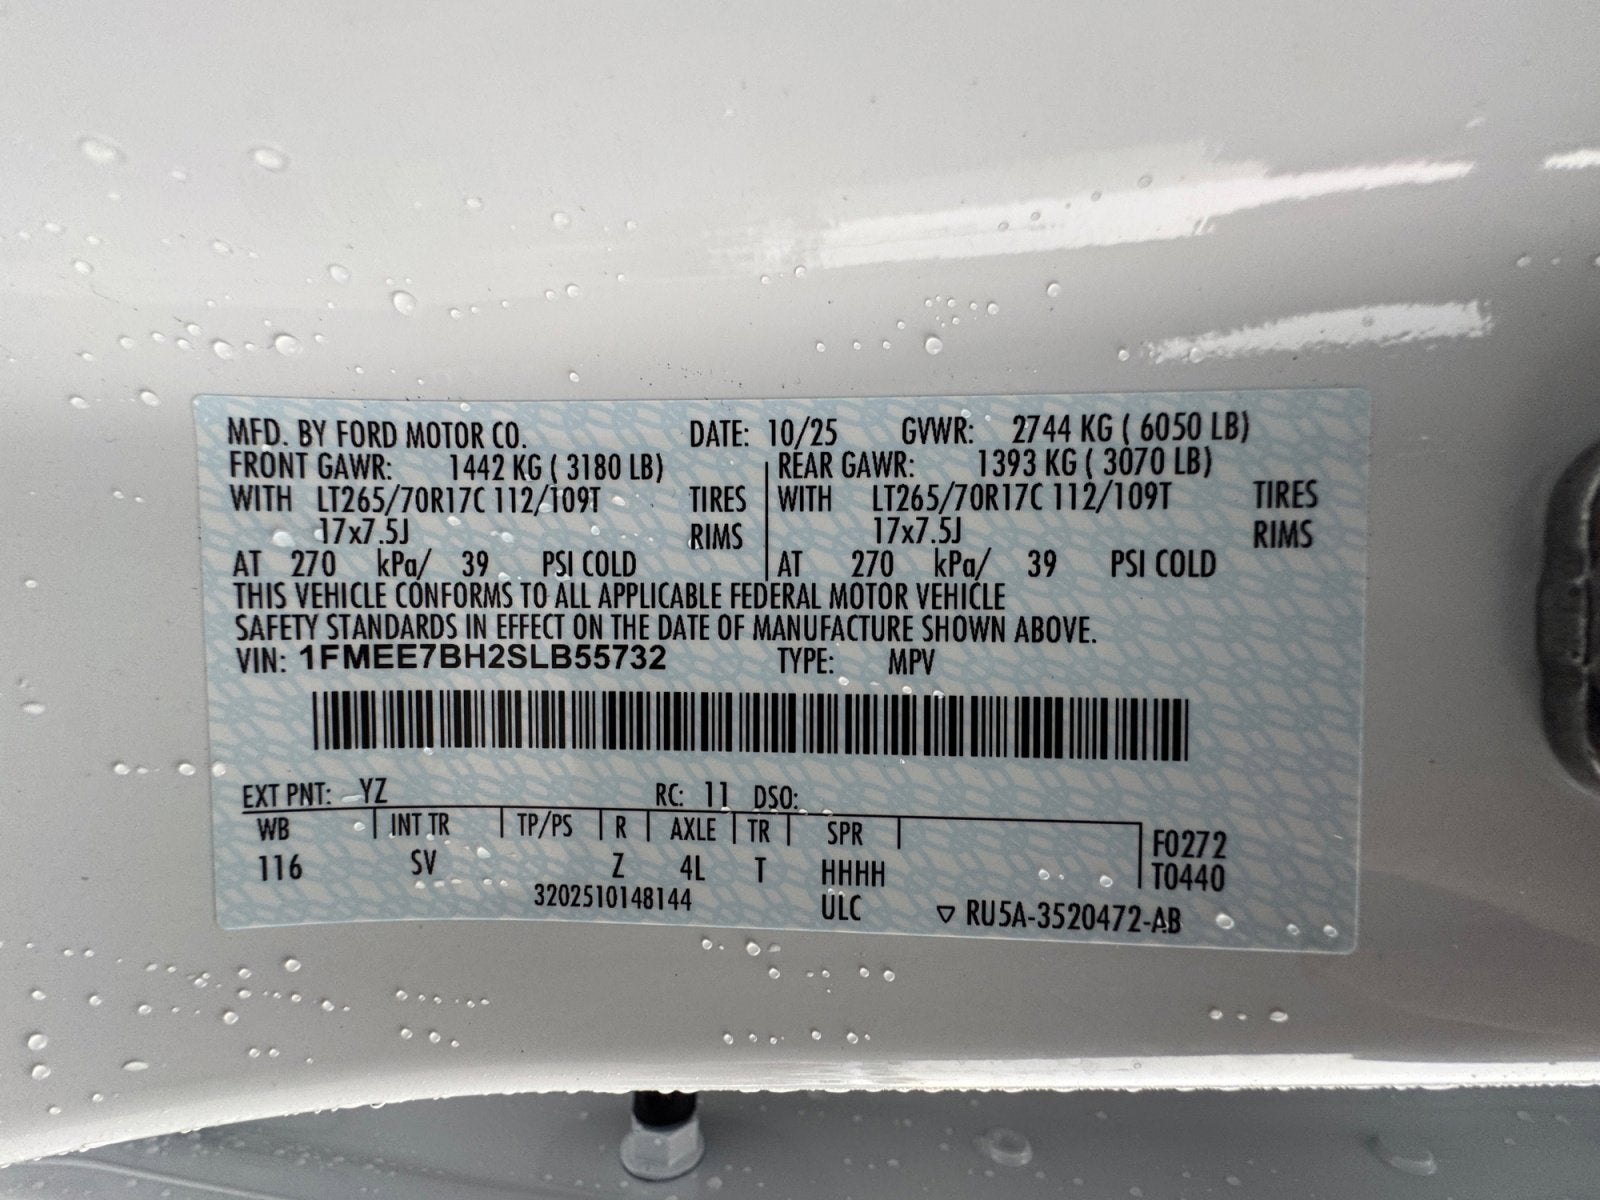 MFD. BY FORD MOTOR CO. DATE: 10/25 GVWR: 2744 KG ( 6050 LB)
FRONT GAWR: 1442 KG ( 3180 LB) REAR GAWR: 1393 KG ( 3070 LB)
WITH LT265/70R17C 112/109T TIRES WITH LT265/70R17C 112/109T TIRES
17x7.5J RIMS 17x7.5J RIMS
AT 270 kPa/ 39 PSI COLD AT 270 kPa/ 39 PSI COLD
THIS VEHICLE CONFORMS TO ALL APPLICABLE FEDERAL MOTOR VEHICLE
SAFETY STANDARDS IN EFFECT ON THE DATE OF MANUFACTURE SHOWN ABOVE.
VIN: 1FMEE7BH2SLB55732 TYPE: MPV
EXT PNT: YZ RC: 11 DSO:
WB INT TR TP/PS R AXLE TR SPR F0272
116 SV Z 4L T HHHH T0440
3202510148144 ULC RU5A-3520472-AB